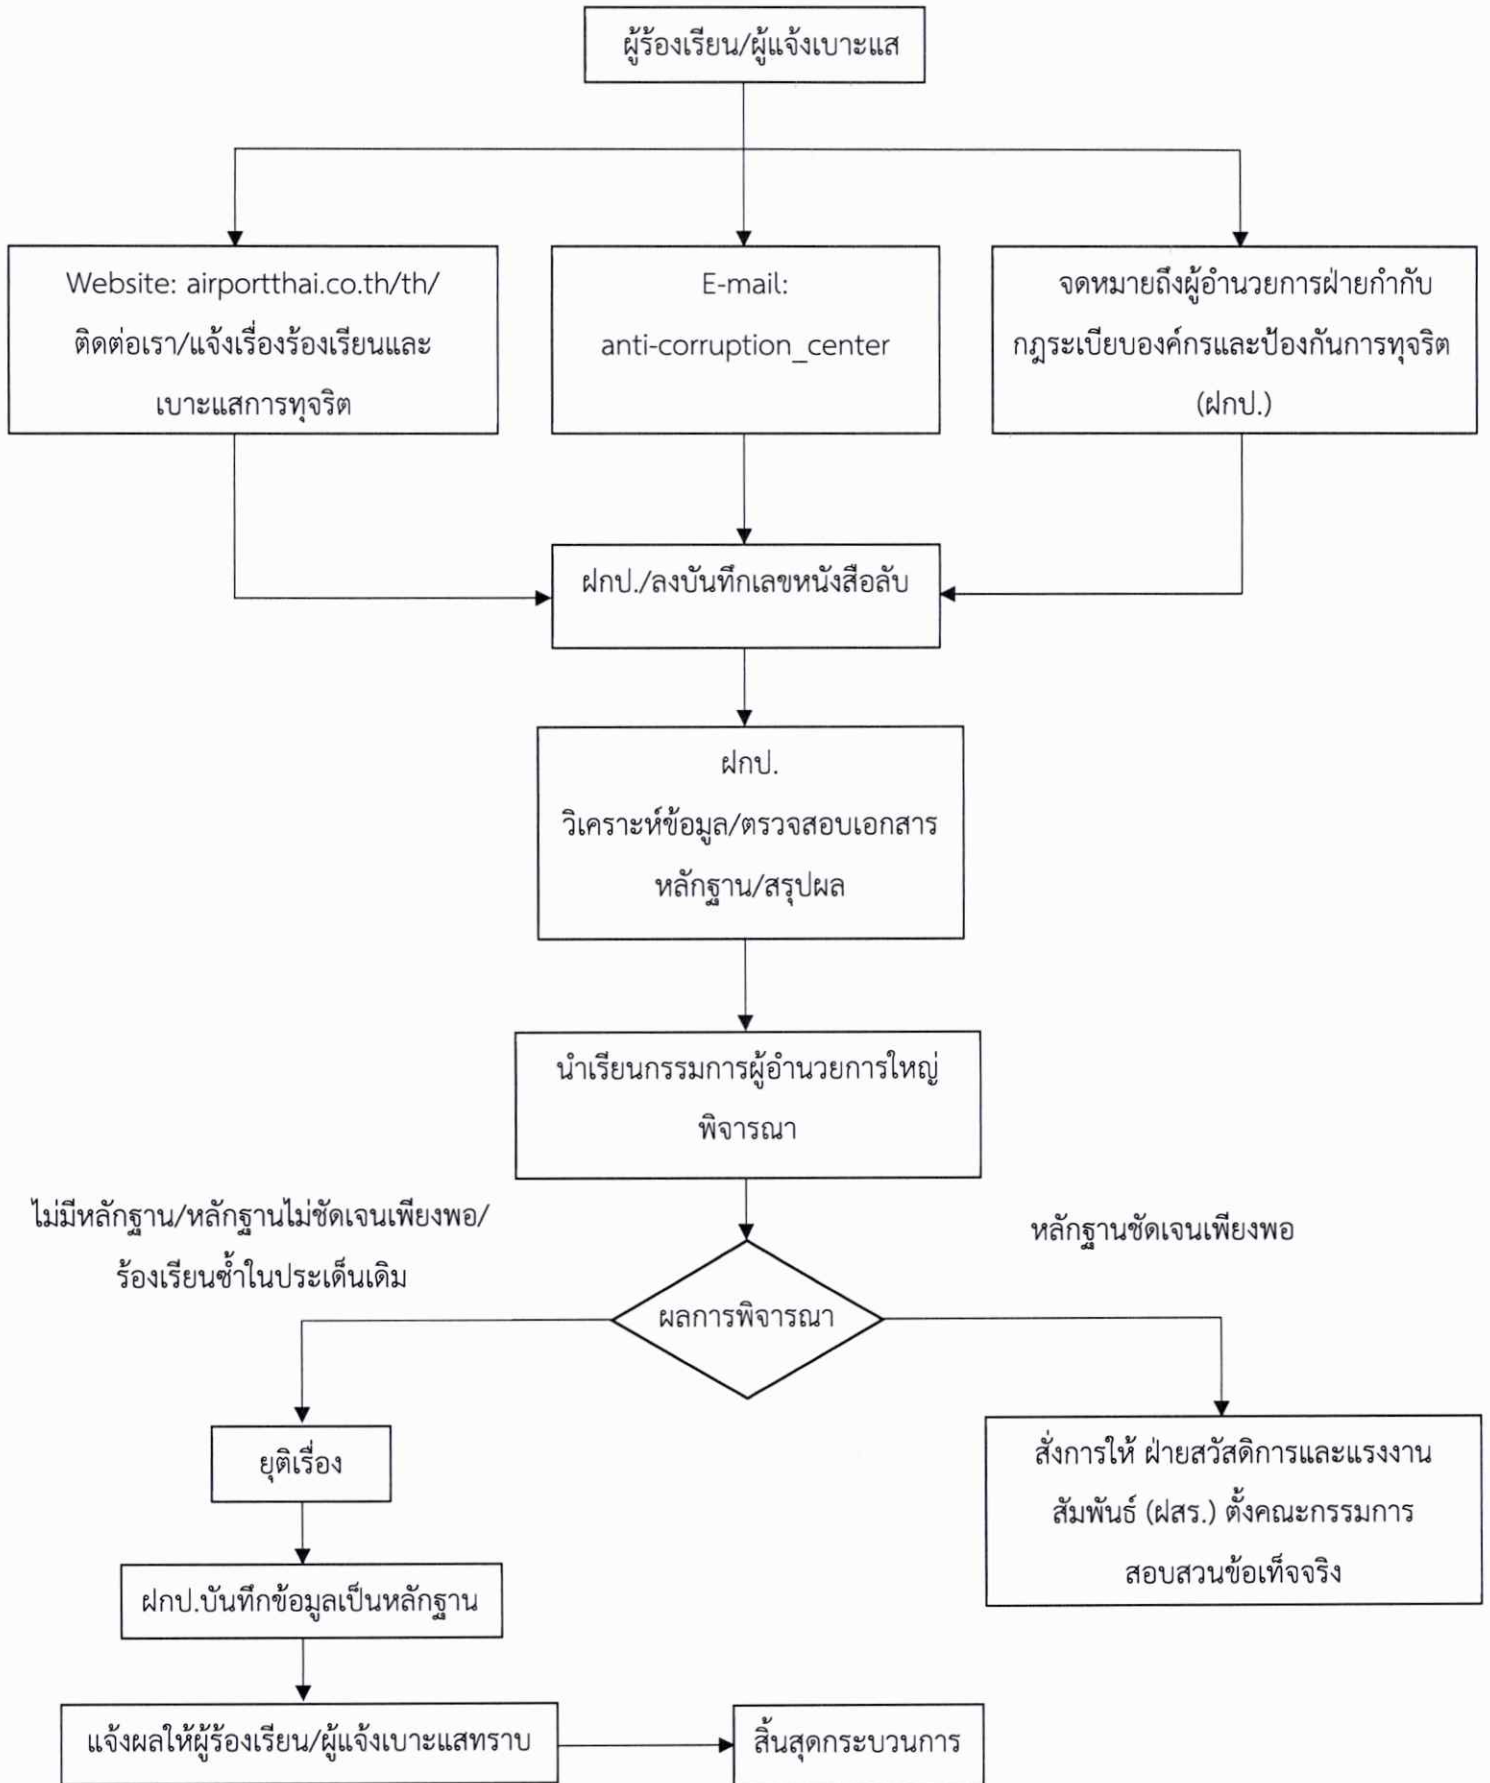 ผู้ร้องเรียน/ผู้แจ้งเบาะแส
Website: airportthai.co.th/th/
ติดต่อเรา/แจ้งเรื่องร้องเรียนและ
เบาะแสการทุจริต
E-mail:
anti-corruption_center
จดหมายถึงผู้อำนวยการฝ่ายกำกับ
กฎระเบียบองค์กรและป้องกันการทุจริต
(ฝกป.)
ฝกป./ลงบันทึกเลขหนังสือลับ
ฝกป.
วิเคราะห์ข้อมูล/ตรวจสอบเอกสาร
หลักฐาน/สรุปผล
นำเรียนกรรมการผู้อำนวยการใหญ่
พิจารณา
ไม่มีหลักฐาน/หลักฐานไม่ชัดเจนเพียงพอ/
ร้องเรียนซ้ำในประเด็นเดิม
หลักฐานชัดเจนเพียงพอ
ผลการพิจารณา
ยุติเรื่อง
สั่งการให้ ฝ่ายสวัสดิการและแรงงาน
สัมพันธ์ (ฝสร.) ตั้งคณะกรรมการ
สอบสวนข้อเท็จจริง
ฝกป.บันทึกข้อมูลเป็นหลักฐาน
แจ้งผลให้ผู้ร้องเรียน/ผู้แจ้งเบาะแสทราบ
สิ้นสุดกระบวนการ